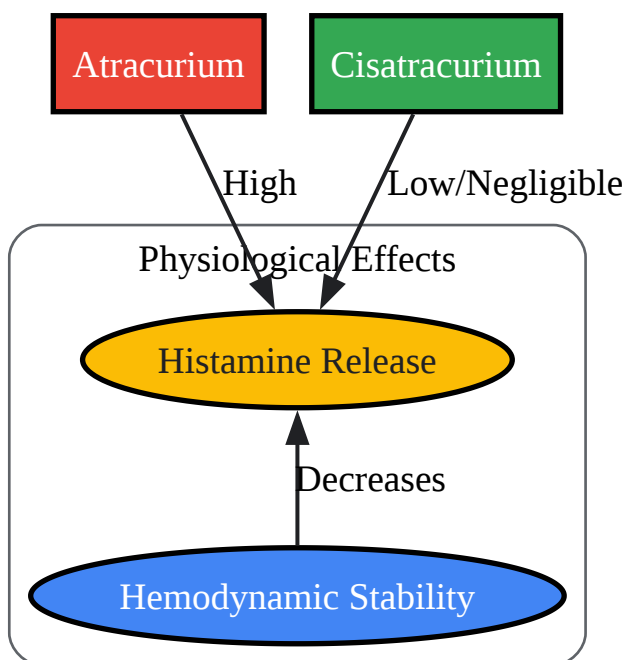 Atracurium
Cisatracurium
High
Low/Negligible
Physiological Effects
Histamine Release
Decreases
Hemodynamic Stability